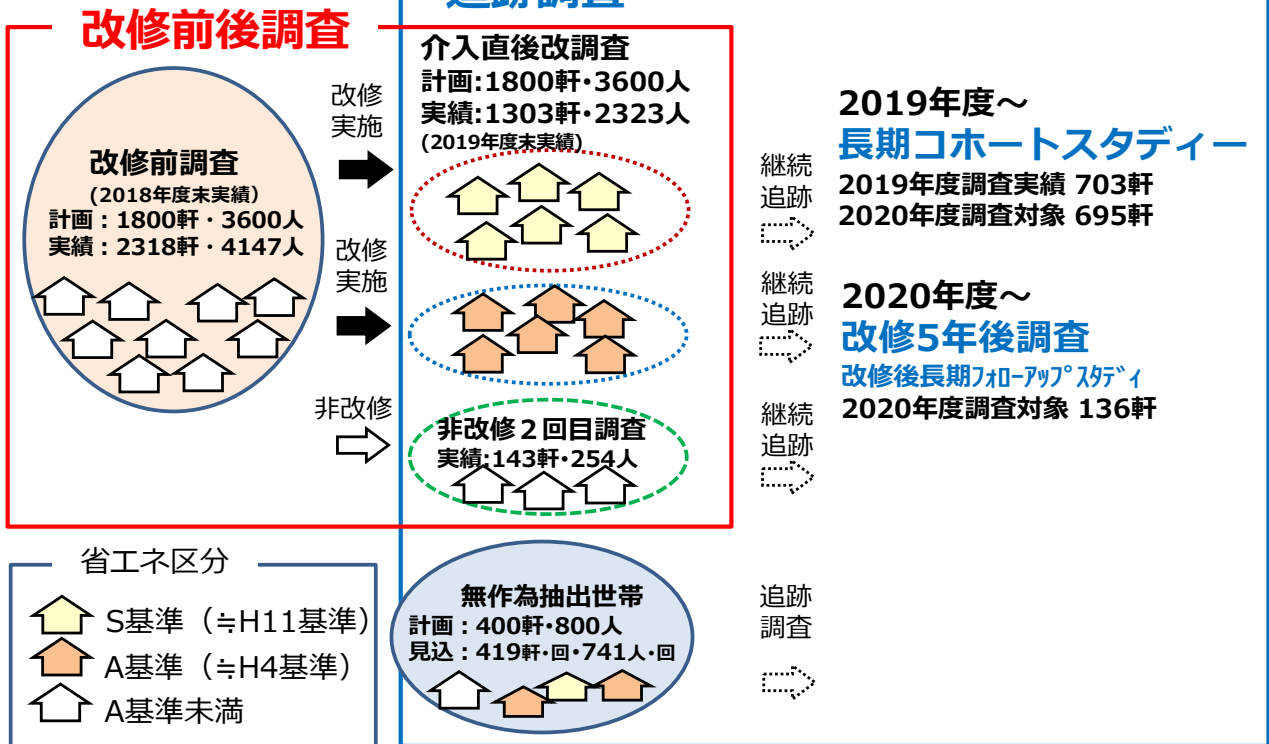 追跡調査
改修前後調査
改修前調査
(2018年度末実績）
計画：1800軒・3600人
実績：2318軒・4147人
改修
実施
改修
実施
非改修
介入直後改調査
計画:1800軒･3600人
実績:1303軒･2323人
(2019年度末実績)
非改修２回目調査
実績:143軒･254人
継続
追跡
継続
追跡
継続
追跡
2019年度～
長期コホートスタディー
2019年度調査実績 703軒
2020年度調査対象 695軒
2020年度～
改修5年後調査
改修後長期ﾌｫﾛｰｱｯﾌﾟｽﾀﾃﾞｨ
2020年度調査対象 136軒
省エネ区分
S基準（≒H11基準）
A基準（≒H4基準）
A基準未満
無作為抽出世帯
計画：400軒･800人
見込：419軒･回･741人･回
追跡
調査